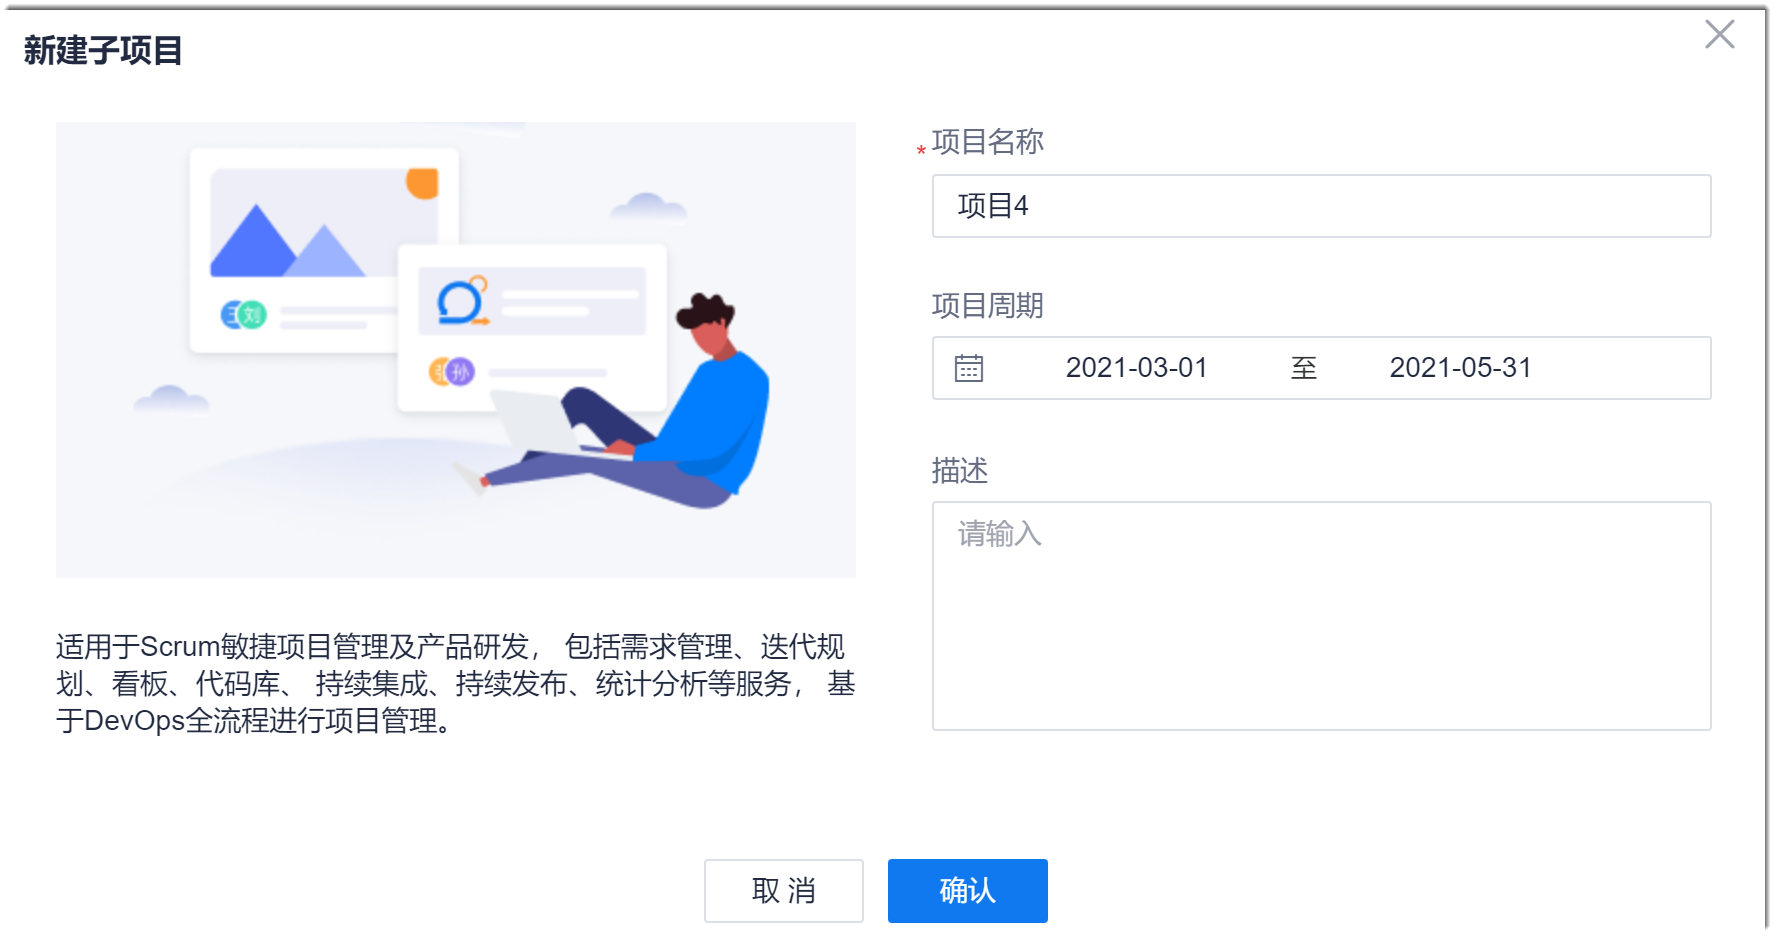 新建子项目
王 刘
张 孙
适用于Scrum敏捷项目管理及产品研发， 包括需求管理、迭代规
划、看板、代码库、 持续集成、持续发布、统计分析等服务， 基
于DevOps全流程进行项目管理。
* 项目名称
项目4
项目周期
2021-03-01 至 2021-05-31
描述
请输入
取 消
确认